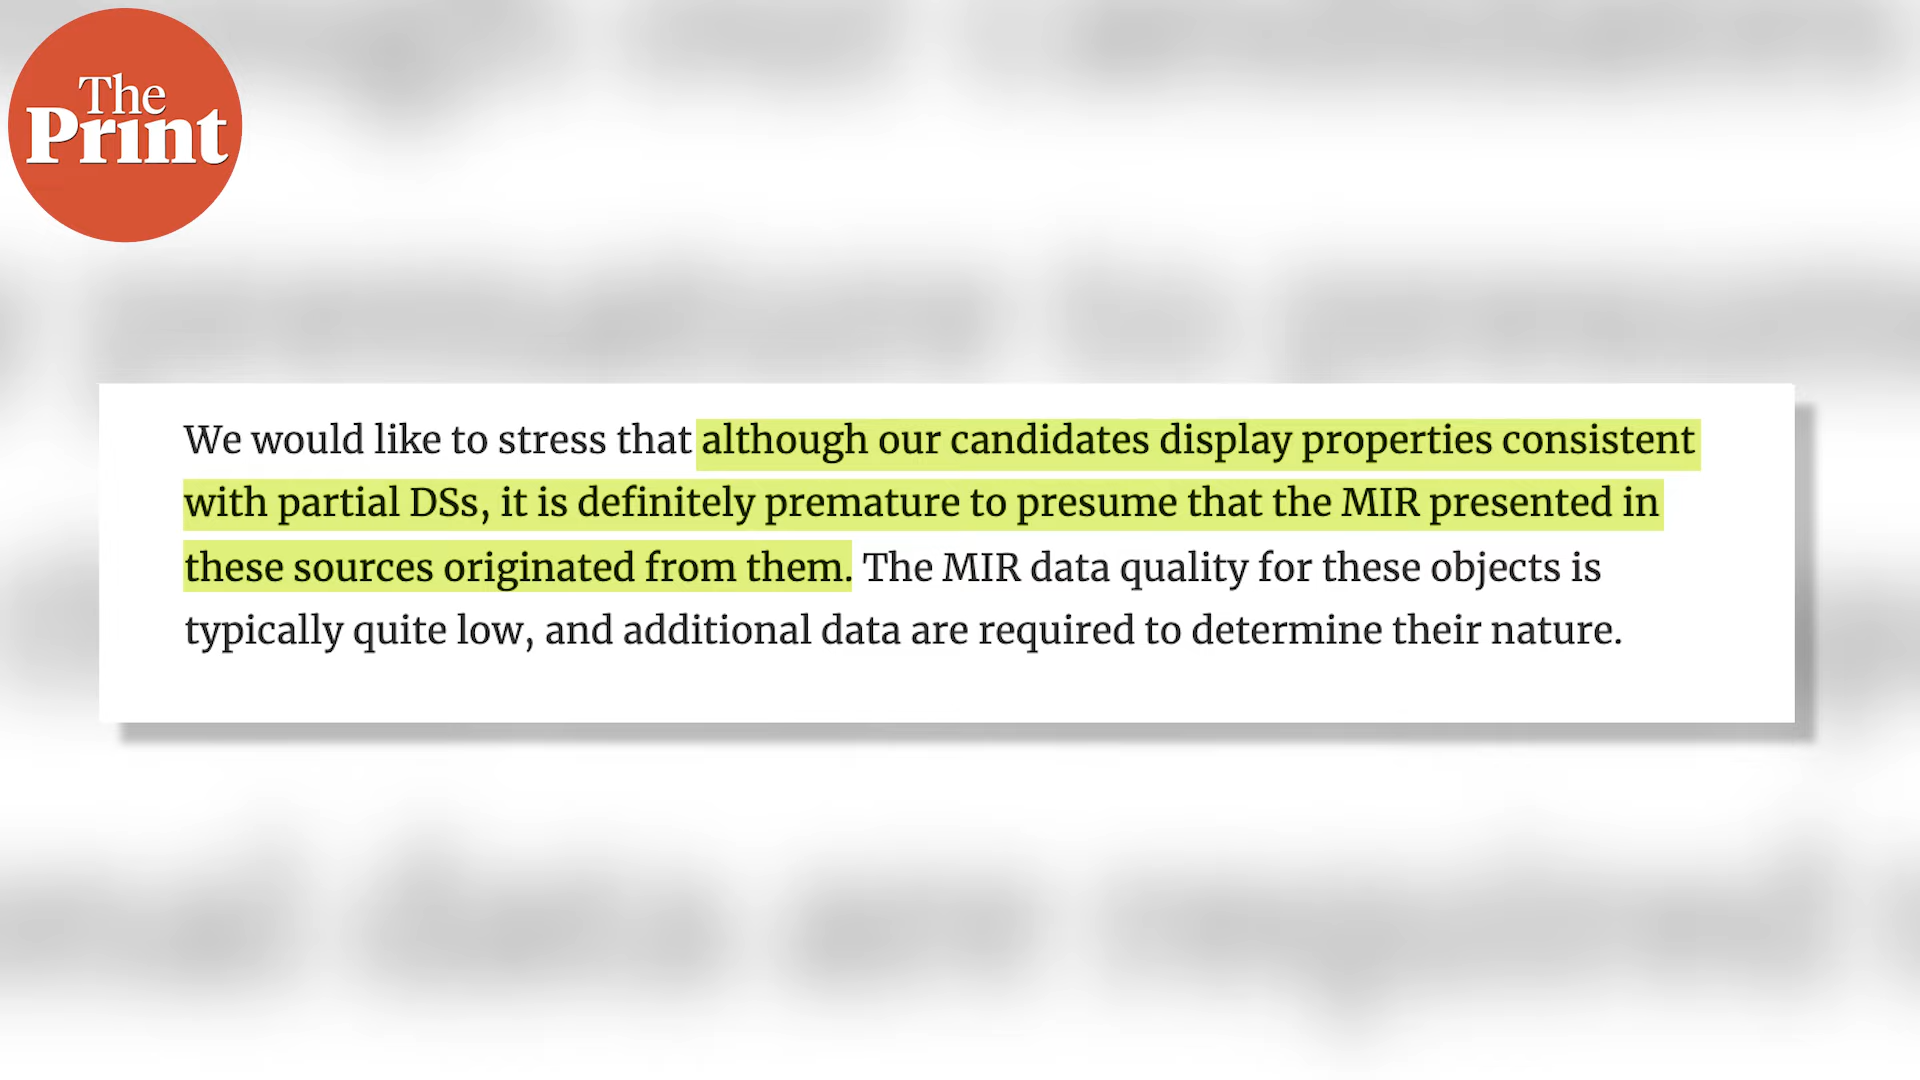 The
Print
We would like to stress that although our candidates display properties consistent
with partial DSs, it is definitely premature to presume that the MIR presented in
these sources originated from them. The MIR data quality for these objects is
typically quite low, and additional data are required to determine their nature.